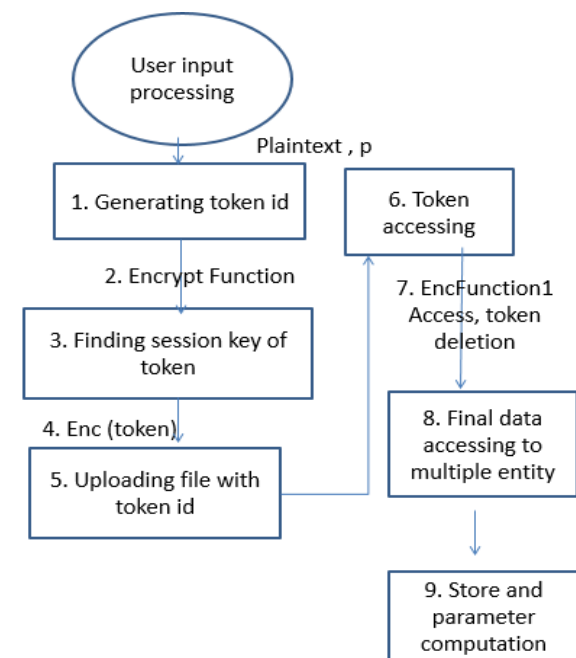 User input
processing
Plaintext , p
1. Generating token id
2. Encrypt Function
3. Finding session key of
token
4. Enc (token)
5. Uploading file with
token id
6. Token
accessing
7. EncFunction1
Access, token
deletion
8. Final data
accessing to
multiple entity
9. Store and
parameter
computation